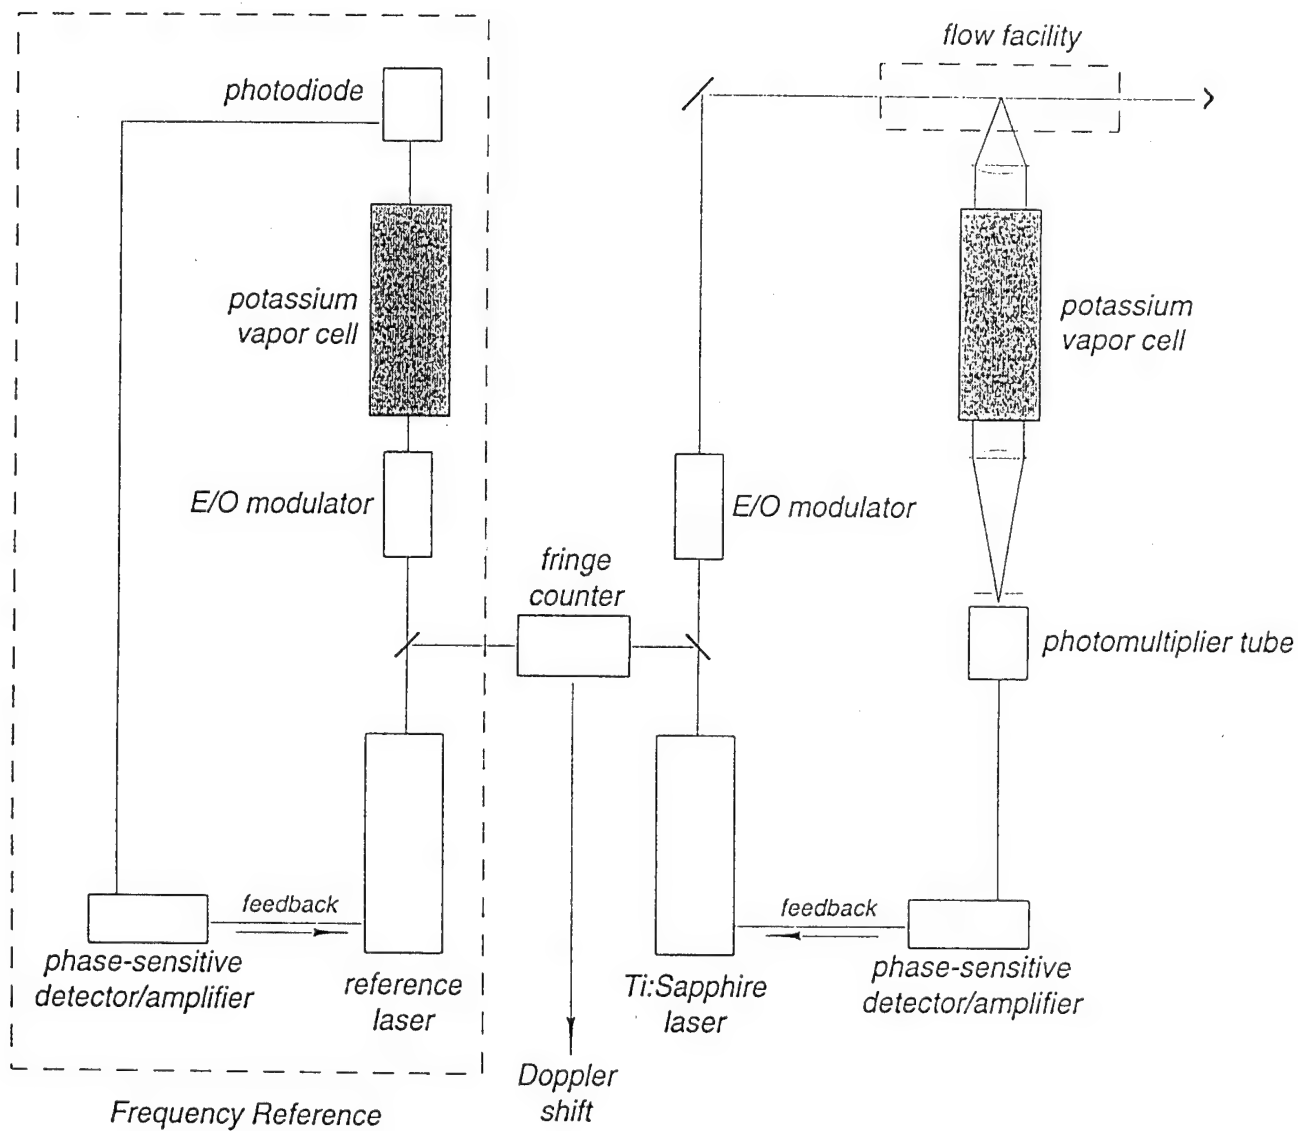 flow facility
photodiode
potassium
vapor cell
potassium
vapor cell
E/O modulator
E/O modulator
fringe
counter
photomultiplier tube
feedback
feedback
phase-sensitive
detector/amplifier
reference
laser
Ti:Sapphire
laser
phase-sensitive
detector/amplifier
Doppler
shift
Frequency Reference